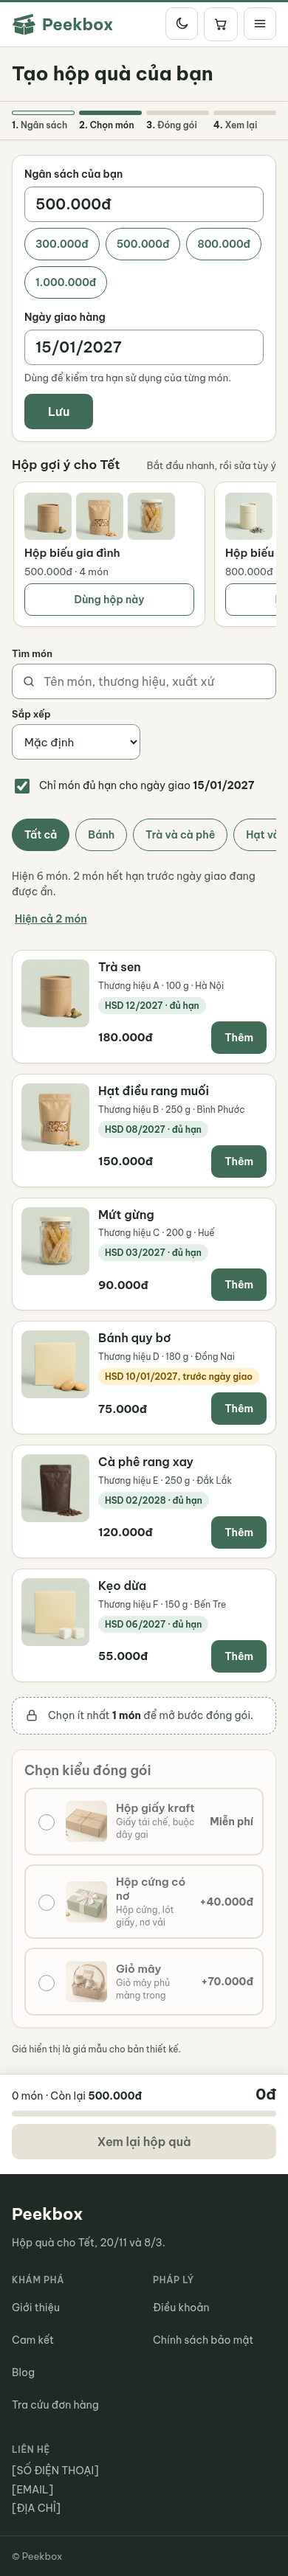 Peekbox
Tạo hộp quà của bạn
1. Ngân sách
2. Chọn món
3. Đóng gói
4. Xem lại
Ngân sách của bạn
500.000đ
300.000đ
500.000đ
800.000đ
1.000.000đ
Ngày giao hàng
15/01/2027
Dùng để kiểm tra hạn sử dụng của từng món.
Lưu
Hộp gợi ý cho Tết
Bắt đầu nhanh, rồi sửa tùy ý
Hộp biếu gia đình
500.000đ · 4 món
Dùng hộp này
Hộp biếu
800.000đ
Tìm món
Tên món, thương hiệu, xuất xứ
Sắp xếp
Mặc định
Chỉ món đủ hạn cho ngày giao 15/01/2027
Tất cả
Bánh
Trà và cà phê
Hạt và
Hiện 6 món. 2 món hết hạn trước ngày giao đang
được ẩn.
Hiện cả 2 món
Trà sen
Thương hiệu A · 100 g · Hà Nội
HSD 12/2027 · đủ hạn
180.000đ
Thêm
Hạt điều rang muối
Thương hiệu B · 250 g · Bình Phước
HSD 08/2027 · đủ hạn
150.000đ
Thêm
Mứt gừng
Thương hiệu C · 200 g · Huế
HSD 03/2027 · đủ hạn
90.000đ
Thêm
Bánh quy bơ
Thương hiệu D · 180 g · Đồng Nai
HSD 10/01/2027, trước ngày giao
75.000đ
Thêm
Cà phê rang xay
Thương hiệu E · 250 g · Đắk Lắk
HSD 02/2028 · đủ hạn
120.000đ
Thêm
Kẹo dừa
Thương hiệu F · 150 g · Bến Tre
HSD 06/2027 · đủ hạn
55.000đ
Thêm
Chọn ít nhất 1 món để mở bước đóng gói.
Chọn kiểu đóng gói
Hộp giấy kraft
Giấy tái chế, buộc
dây gai
Miễn phí
Hộp cứng có
nơ
Hộp cứng, lót
giấy, nơ vải
+40.000đ
Giỏ mây
Giỏ mây phủ
màng trong
+70.000đ
Giá hiển thị là giá mẫu cho bản thiết kế.
0 món · Còn lại 500.000đ
0đ
Xem lại hộp quà
Peekbox
Hộp quà cho Tết, 20/11 và 8/3.
KHÁM PHÁ
Giới thiệu
Cam kết
Blog
Tra cứu đơn hàng
PHÁP LÝ
Điều khoản
Chính sách bảo mật
LIÊN HỆ
[SỐ ĐIỆN THOẠI]
[EMAIL]
[ĐỊA CHỈ]
© Peekbox